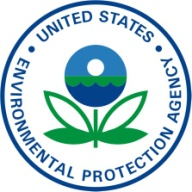 UNITED STATES
ENVIRONMENTAL PROTECTION AGENCY